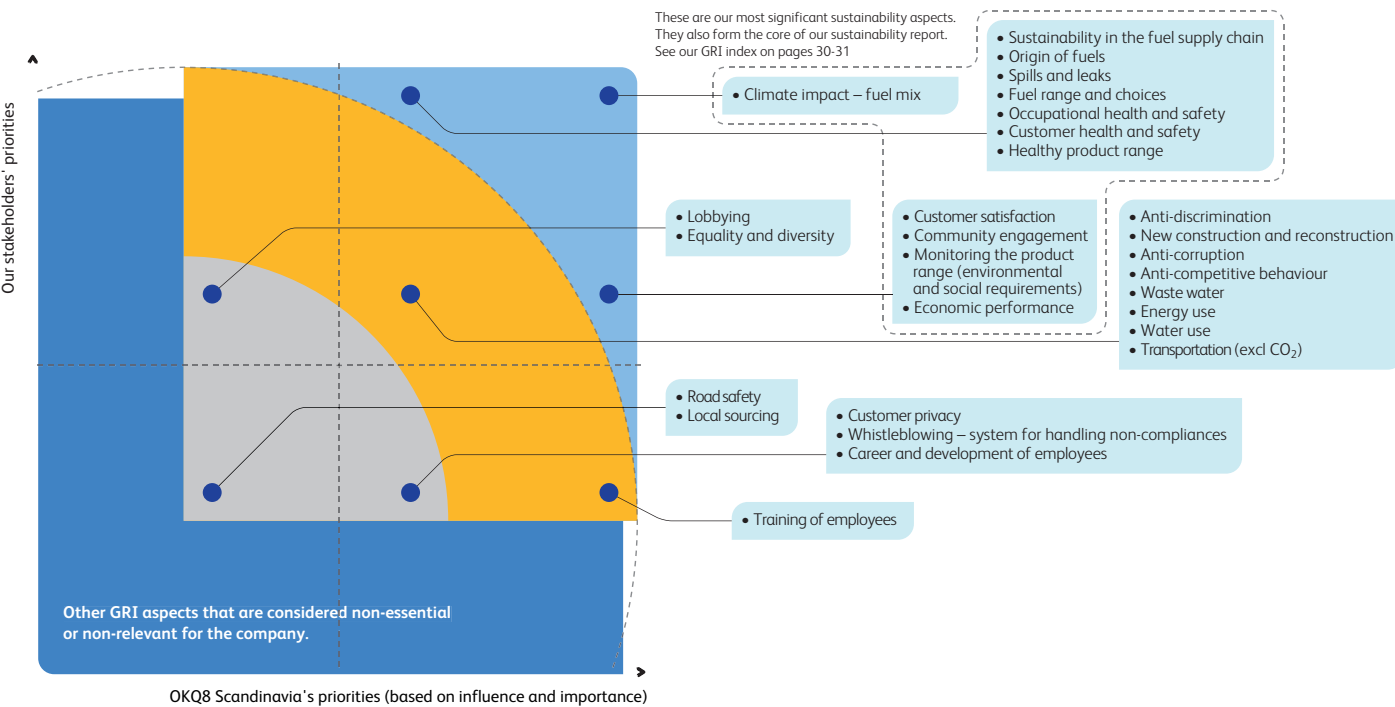 These are our most significant sustainability aspects.
They also form the core of our sustainability report.
See our GRI index on pages 30-31
• Sustainability in the fuel supply chain
• Origin of fuels
• Spills and leaks
• Fuel range and choices
• Occupational health and safety
• Customer health and safety
• Healthy product range
• Climate impact – fuel mix
Our stakeholders' priorities
• Lobbying
• Equality and diversity
• Customer satisfaction
• Community engagement
• Monitoring the product
range (environmental
and social requirements)
• Economic performance
• Anti-discrimination
• New construction and reconstruction
• Anti-corruption
• Anti-competitive behaviour
• Waste water
• Energy use
• Water use
• Transportation (excl CO₂)
• Road safety
• Local sourcing
• Customer privacy
• Whistleblowing – system for handling non-compliances
• Career and development of employees
• Training of employees
Other GRI aspects that are considered non-essential
or non-relevant for the company.
OKQ8 Scandinavia's priorities (based on influence and importance)